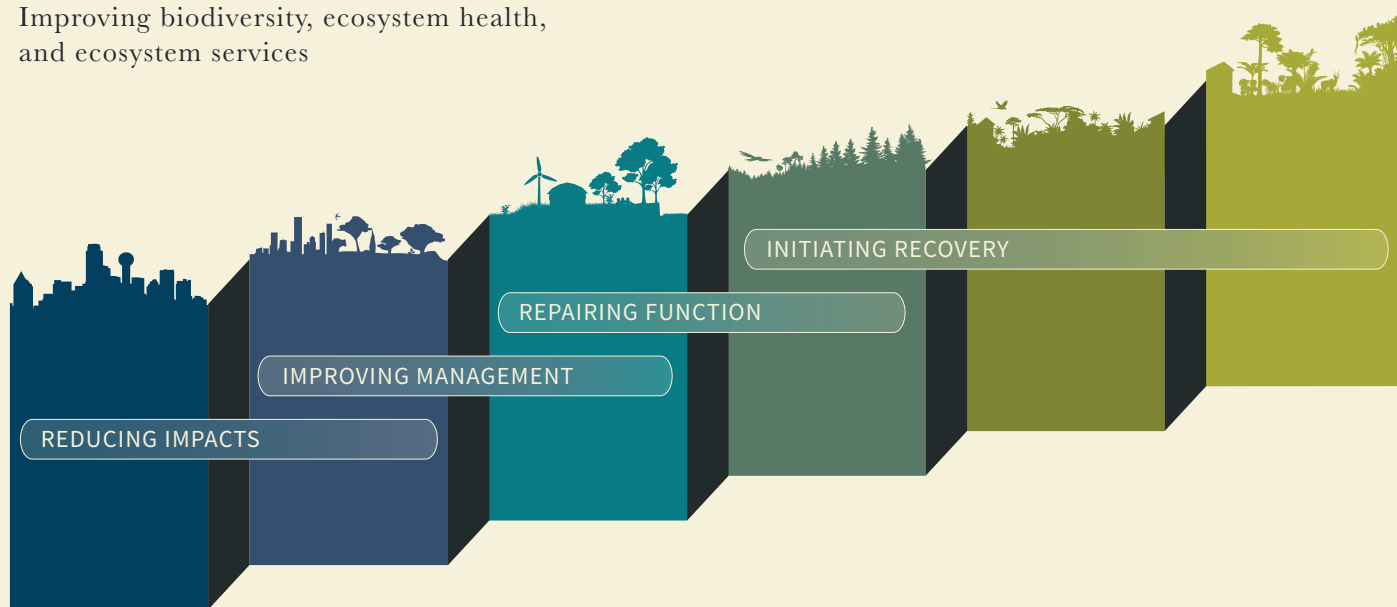 Improving biodiversity, ecosystem health,
and ecosystem services
INITIATING RECOVERY
REPAIRING FUNCTION
IMPROVING MANAGEMENT
REDUCING IMPACTS